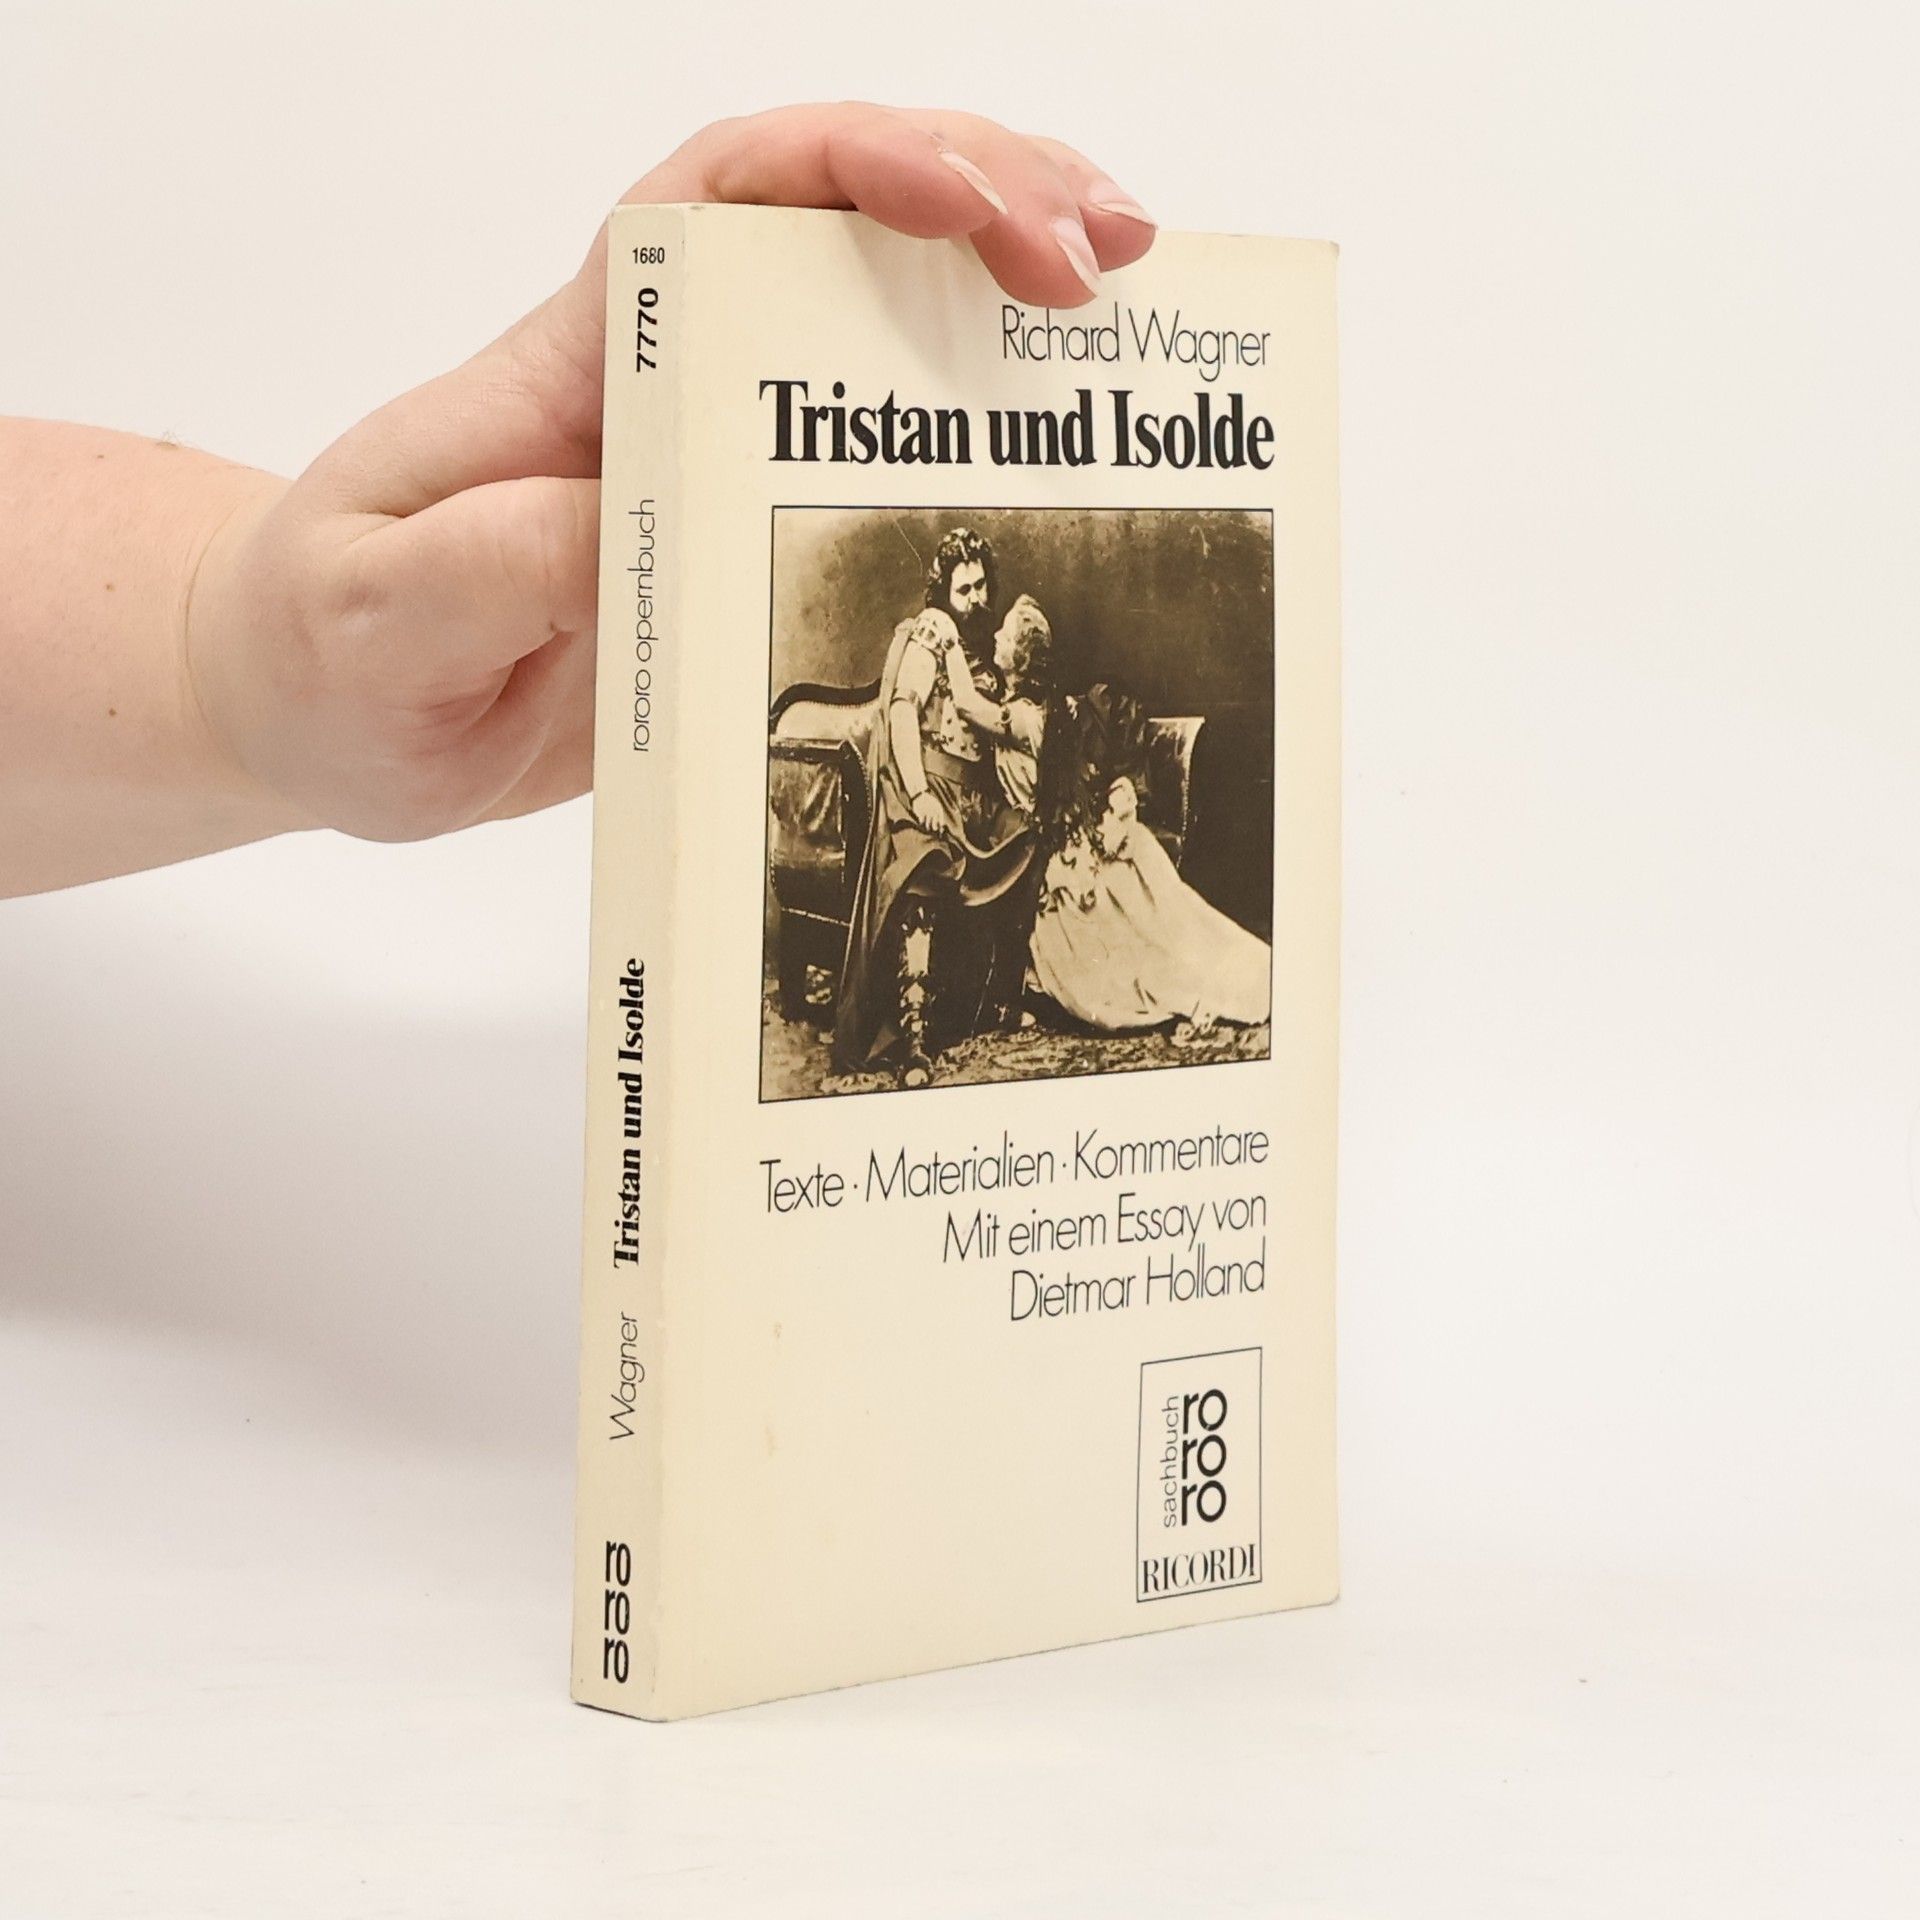 1680
7770
roro opernbuch
Tristan und Isolde
Wagner
ro
ro
ro
Richard Wagner
Tristan und Isolde
Texte · Materialien · Kommentare
Mit einem Essay von
Dietmar Holland
sachbuch
ro
ro
ro
RICORDI